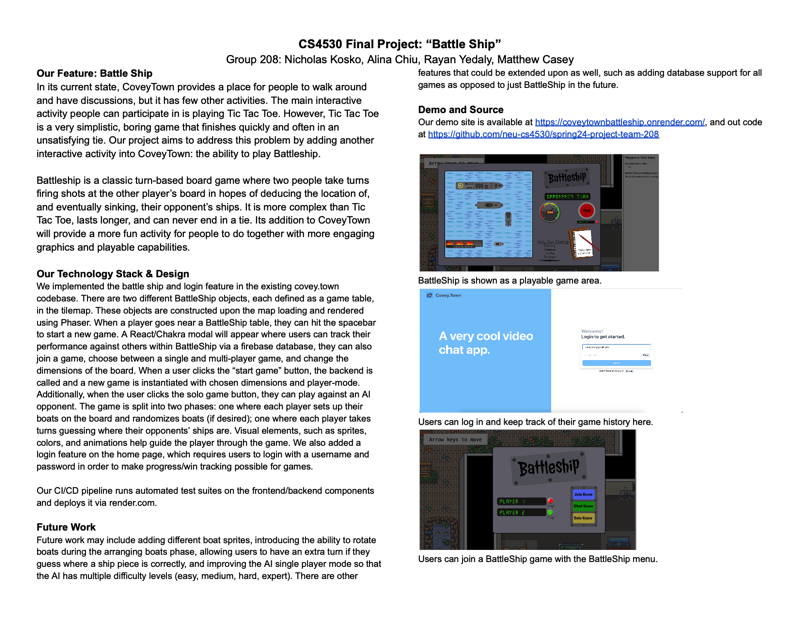 CS4530 Final Project: “Battle Ship”
Group 208: Nicholas Kosko, Alina Chiu, Rayan Yedaly, Matthew Casey
Our Feature: Battle Ship
In its current state, CoveyTown provides a place for people to walk around
and have discussions, but it has few other activities. The main interactive
activity people can participate in is playing Tic Tac Toe. However, Tic Tac Toe
is a very simplistic, boring game that finishes quickly and often in an
unsatisfying tie. Our project aims to address this problem by adding another
interactive activity into CoveyTown: the ability to play Battleship.
Battleship is a classic turn-based board game where two people take turns
firing shots at the other player’s board in hopes of deducing the location of,
and eventually sinking, their opponent’s ships. It is more complex than Tic
Tac Toe, lasts longer, and can never end in a tie. Its addition to CoveyTown
will provide a more fun activity for people to do together with more engaging
graphics and playable capabilities.
Our Technology Stack & Design
We implemented the battle ship and login feature in the existing covey.town
codebase. There are two different BattleShip objects, each defined as a game table,
in the tilemap. These objects are constructed upon the map loading and rendered
using Phaser. When a player goes near a BattleShip table, they can hit the spacebar
to start a new game. A React/Chakra modal will appear where users can track their
performance against others within BattleShip via a firebase database, they can also
join a game, choose between a single and multi-player game, and change the
dimensions of the board. When a user clicks the “start game” button, the backend is
called and a new game is instantiated with chosen dimensions and player-mode.
Additionally, when the user clicks the solo game button, they can play against an AI
opponent. The game is split into two phases: one where each player sets up their
boats on the board and randomizes boats (if desired); one where each player takes
turns guessing where their opponents’ ships are. Visual elements, such as sprites,
colors, and animations help guide the player through the game. We also added a
login feature on the home page, which requires users to login with a username and
password in order to make progress/win tracking possible for games.
Our CI/CD pipeline runs automated test suites on the frontend/backend components
and deploys it via render.com.
Future Work
Future work may include adding different boat sprites, introducing the ability to rotate
boats during the arranging boats phase, allowing users to have an extra turn if they
guess where a ship piece is correctly, and improving the AI single player mode so that
the AI has multiple difficulty levels (easy, medium, hard, expert). There are other
features that could be extended upon as well, such as adding database support for all
games as opposed to just BattleShip in the future.
Demo and Source
Our demo site is available at https://coveytownbattleship.onrender.com/, and out code
at https://github.com/neu-cs4530/spring24-project-team-208
Arrow keys to move
Battleship
OPPONENTS TURN
BattleShip is shown as a playable game area.
Covey.Town
A very cool video
chat app.
Welcome!
Login to get started.
Users can log in and keep track of their game history here.
Arrow keys to move
Battleship
PLAYER 1
PLAYER 2
Join Game
Start Game
Solo Game
Users can join a BattleShip game with the BattleShip menu.